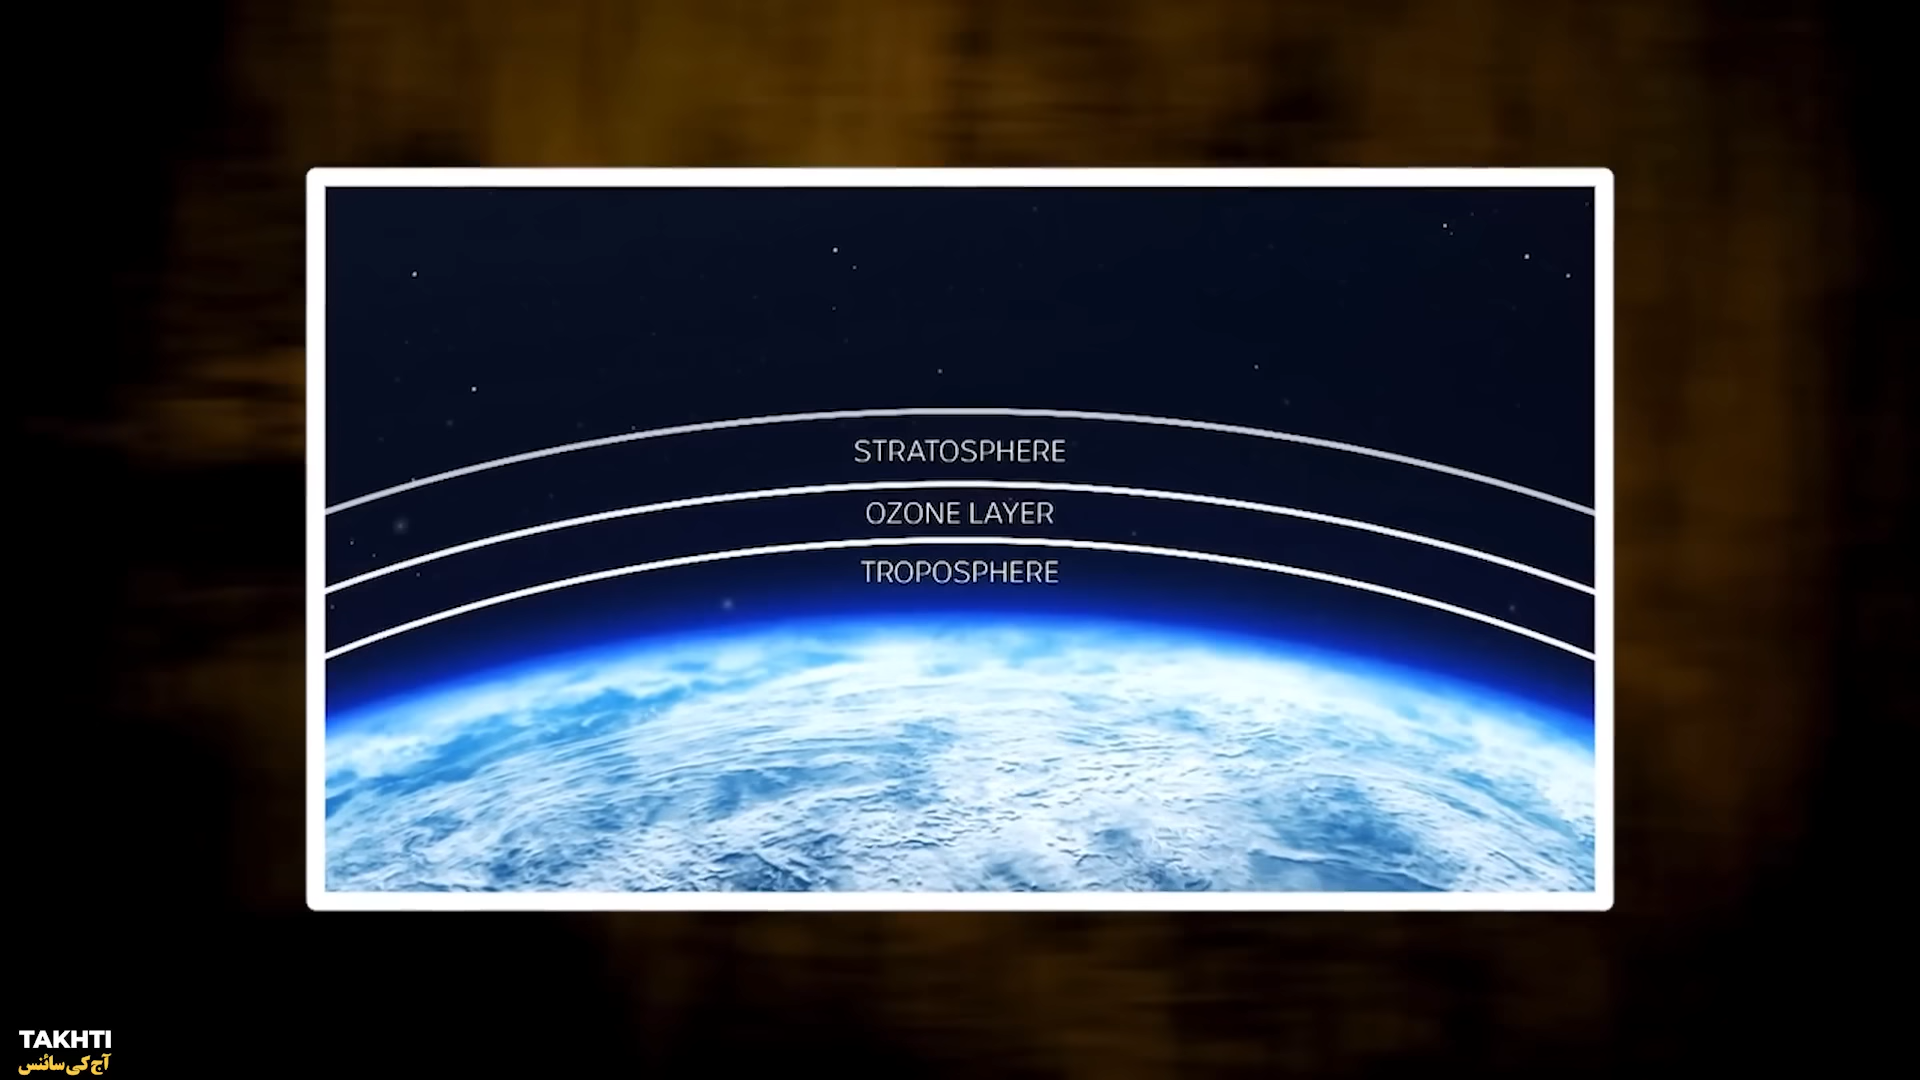 STRATOSPHERE
OZONE LAYER
TROPOSPHERE
TAKHTI
آج کی سائنس